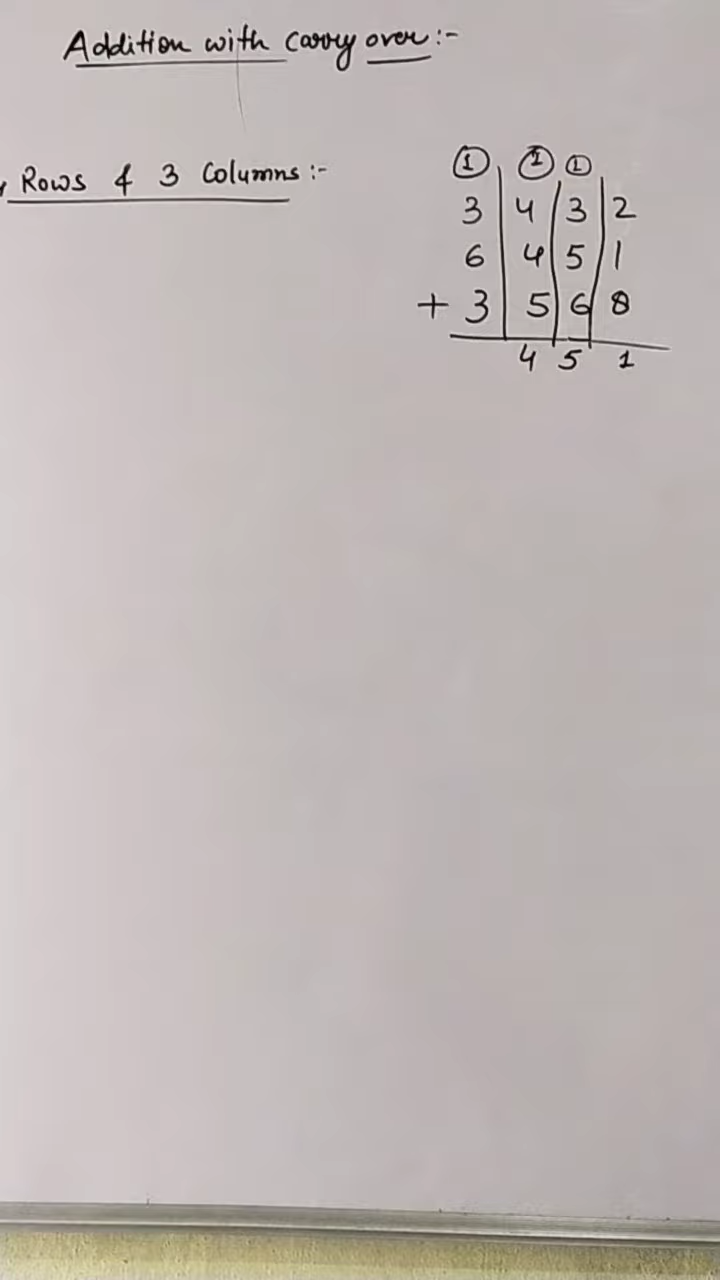 Addition with carry over:-
Rows & 3 Columns:-
① ① ①
3 4 3 2
6 4 5 1
+ 3 5 6 8
4 5 1